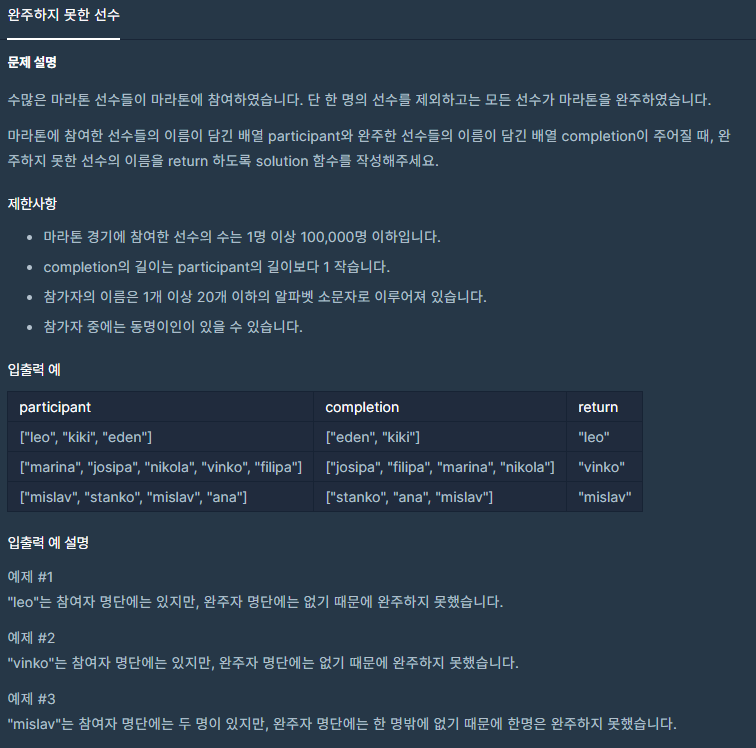 완주하지 못한 선수
문제 설명
수많은 마라톤 선수들이 마라톤에 참여하였습니다. 단 한 명의 선수를 제외하고는 모든 선수가 마라톤을 완주하였습니다.
마라톤에 참여한 선수들의 이름이 담긴 배열 participant와 완주한 선수들의 이름이 담긴 배열 completion이 주어질 때, 완
주하지 못한 선수의 이름을 return 하도록 solution 함수를 작성해주세요.
제한사항
• 마라톤 경기에 참여한 선수의 수는 1명 이상 100,000명 이하입니다.
• completion의 길이는 participant의 길이보다 1 작습니다.
• 참가자의 이름은 1개 이상 20개 이하의 알파벳 소문자로 이루어져 있습니다.
• 참가자 중에는 동명이인이 있을 수 있습니다.
입출력 예
participant completion return
["leo", "kiki", "eden"] ["eden", "kiki"] "leo"
["marina", "josipa", "nikola", "vinko", "filipa"] ["josipa", "filipa", "marina", "nikola"] "vinko"
["mislav", "stanko", "mislav", "ana"] ["stanko", "ana", "mislav"] "mislav"
입출력 예 설명
예제 #1
"leo"는 참여자 명단에는 있지만, 완주자 명단에는 없기 때문에 완주하지 못했습니다.
예제 #2
"vinko"는 참여자 명단에는 있지만, 완주자 명단에는 없기 때문에 완주하지 못했습니다.
예제 #3
"mislav"는 참여자 명단에는 두 명이 있지만, 완주자 명단에는 한 명밖에 없기 때문에 한명은 완주하지 못했습니다.